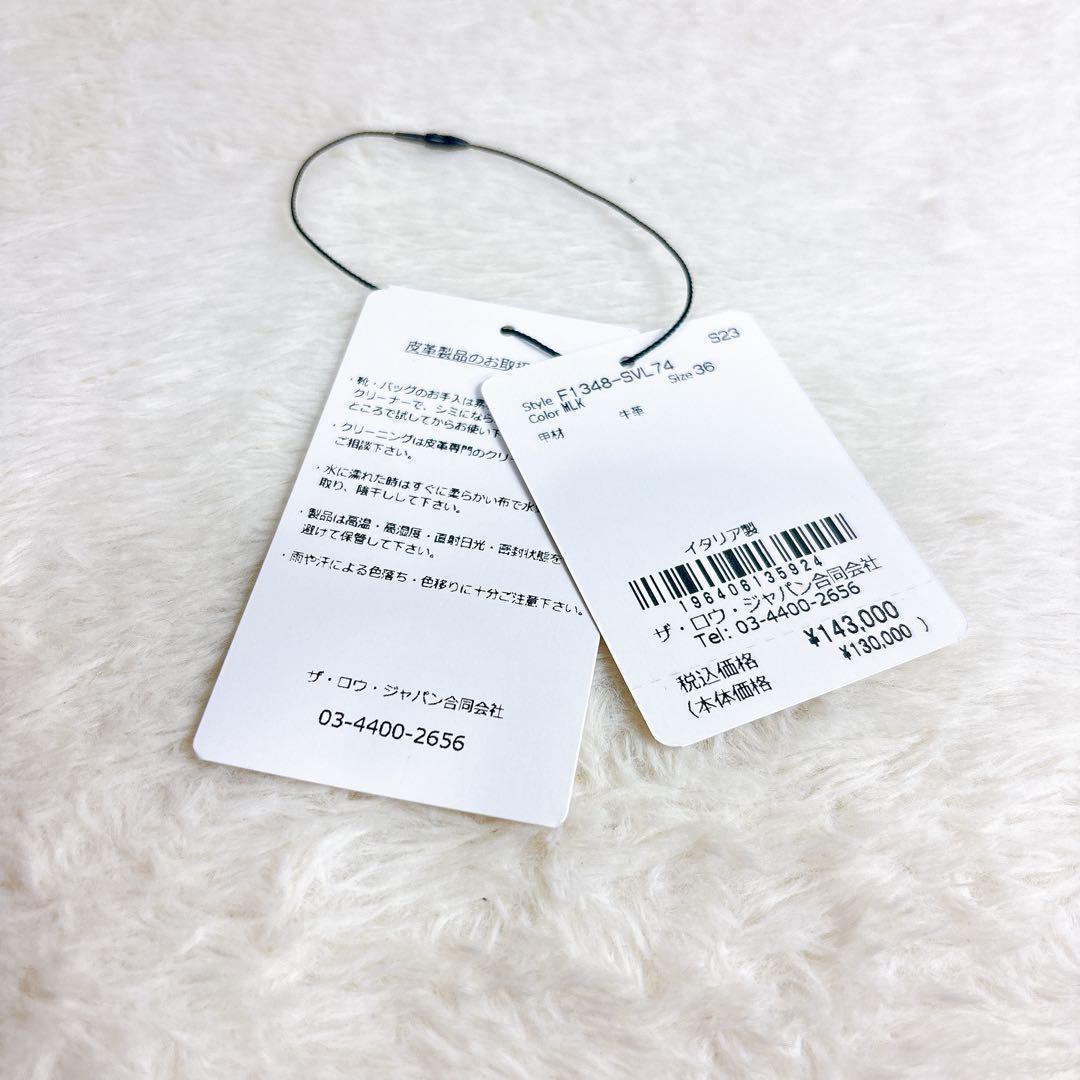 皮革製品のお取扱
・靴・バッグのお手入は
クリーナーで、シミになら
ところで試してからお使い下
・クリーニングは皮革専門のクリ
ご相談下さい。
・水に濡れた時はすぐに柔らかい布で水
取り、陰干しして下さい。
・製品は高温・高湿度・直射日光・密封状態を
避けて保管して下さい。
・雨や汗による色落ち・色移りに十分ご注意下さい。
ザ・ロウ・ジャパン合同会社
03-4400-2656
S23
Style F1348-SVL74 Size 36
Color MLK
甲材 牛革
イタリア製
196406135924
ザ・ロウ・ジャパン合同会社
Tel: 03-4400-2656
税込価格 ¥143,000
(本体価格 ¥130,000 )